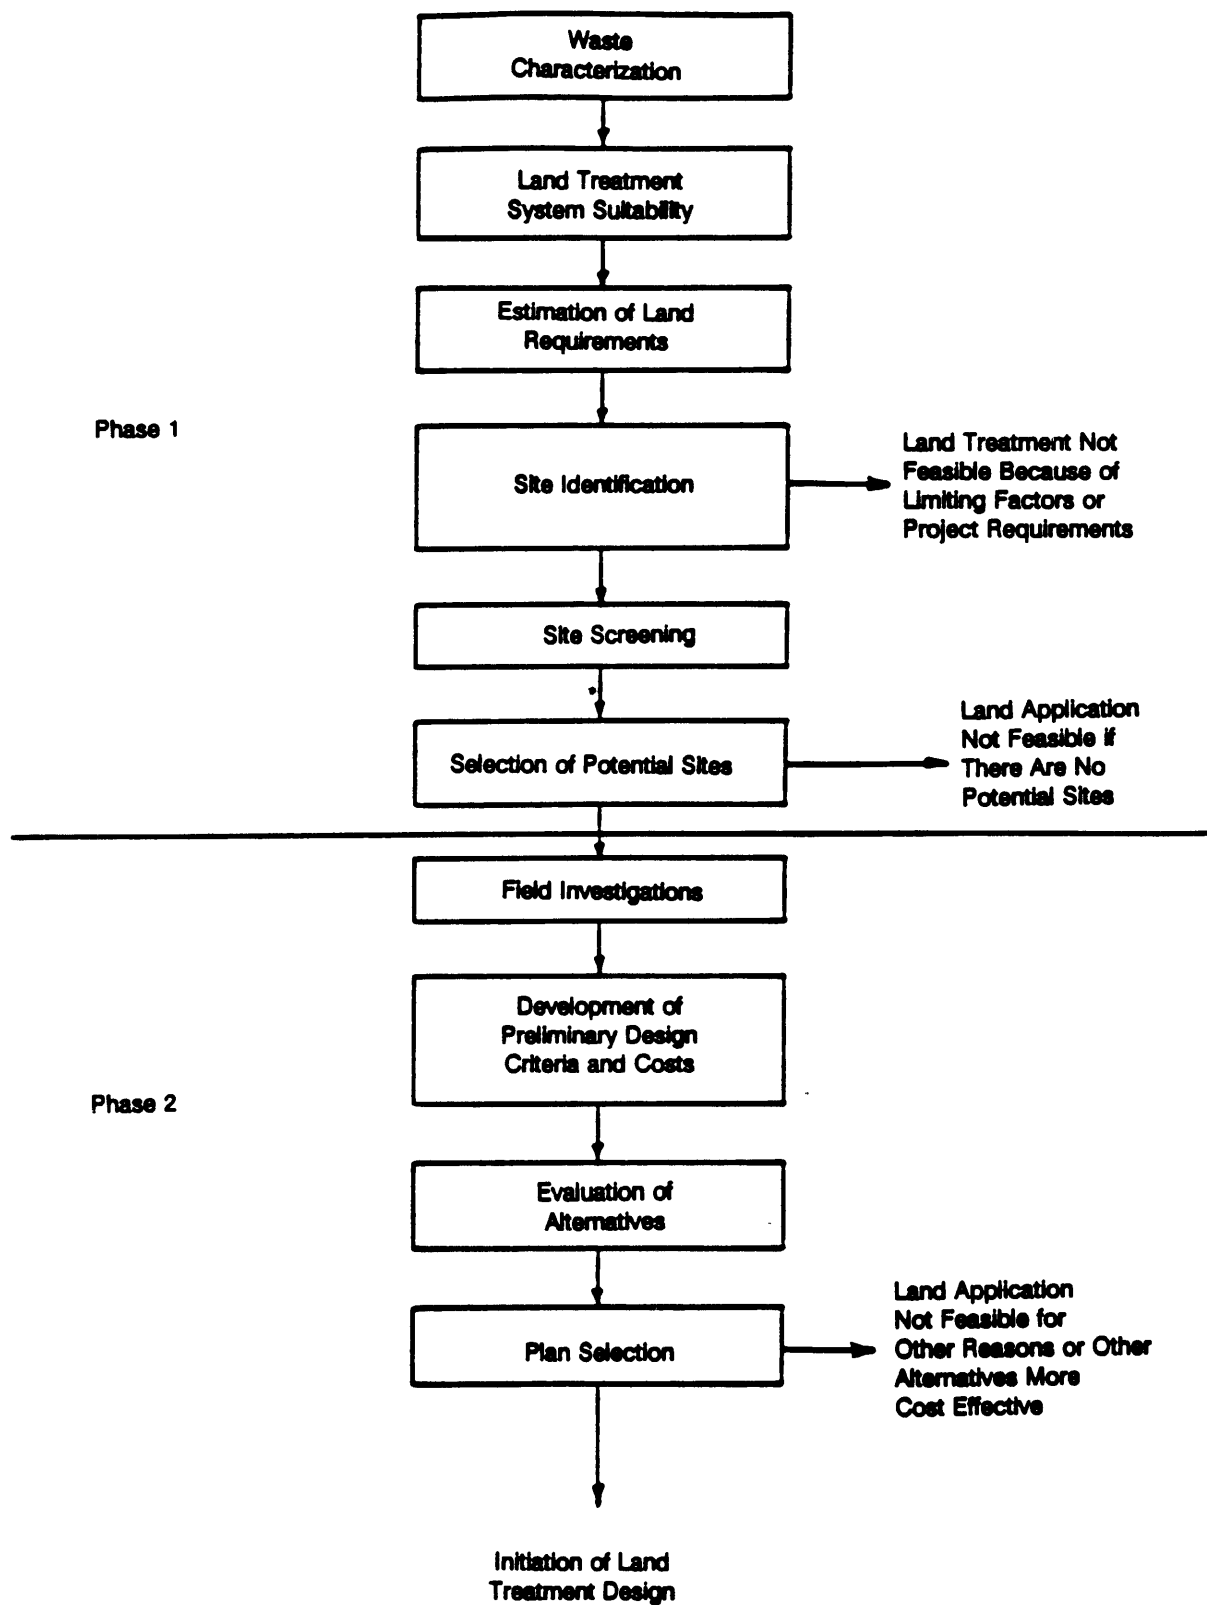 Waste
Characterization
Land Treatment
System Suitability
Estimation of Land
Requirements
Phase 1
Site Identification
Land Treatment Not
Feasible Because of
Limiting Factors or
Project Requirements
Site Screening
Selection of Potential Sites
Land Application
Not Feasible if
There Are No
Potential Sites
Field Investigations
Development of
Preliminary Design
Criteria and Costs
Phase 2
Evaluation of
Alternatives
Plan Selection
Land Application
Not Feasible for
Other Reasons or Other
Alternatives More
Cost Effective
Initiation of Land
Treatment Design